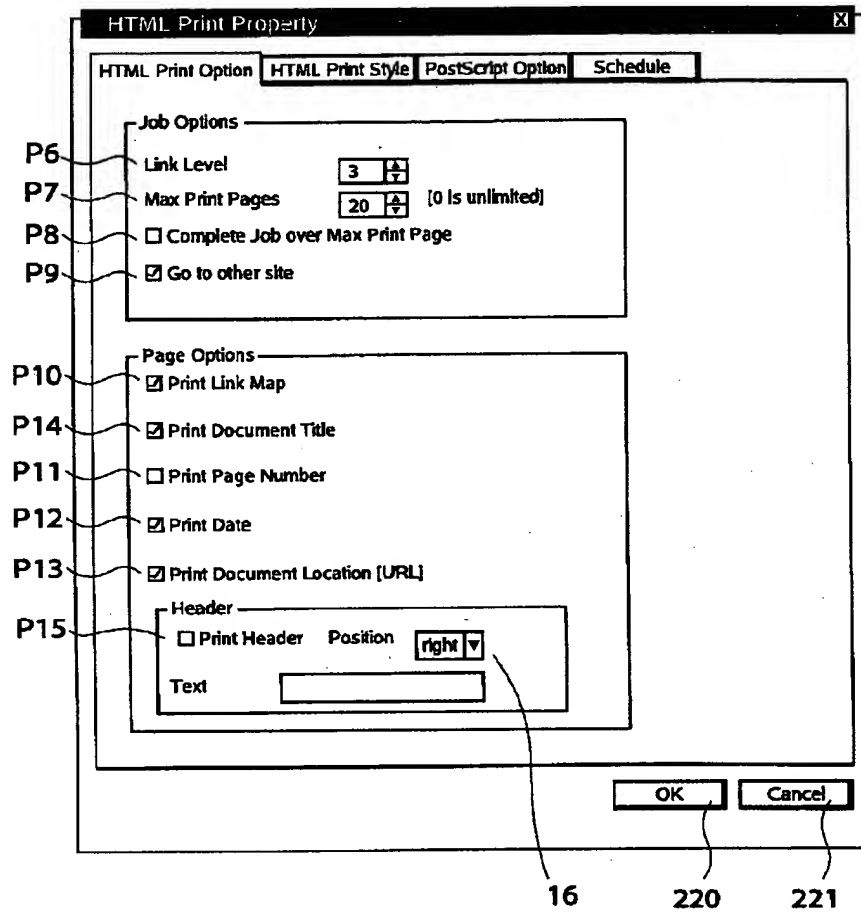 HTML Print Property
HTML Print Option HTML Print Style PostScript Option Schedule
Job Options
P6 Link Level 3
P7 Max Print Pages 20 [0 is unlimited]
P8 Complete Job over Max Print Page
P9 Go to other site
Page Options
P10 Print Link Map
P14 Print Document Title
P11 Print Page Number
P12 Print Date
P13 Print Document Location [URL]
Header
P15 Print Header Position right
Text
OK Cancel
16 220 221